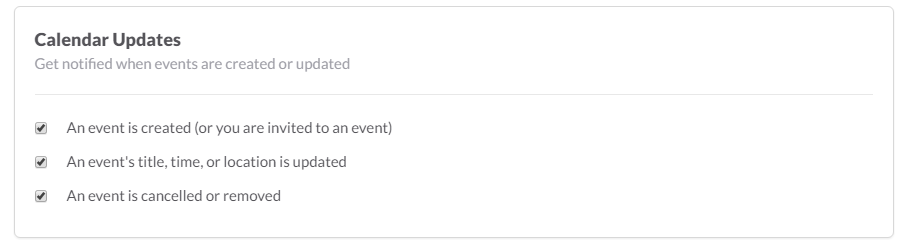 Calendar Updates
Get notified when events are created or updated
An event is created (or you are invited to an event)
An event's title, time, or location is updated
An event is cancelled or removed